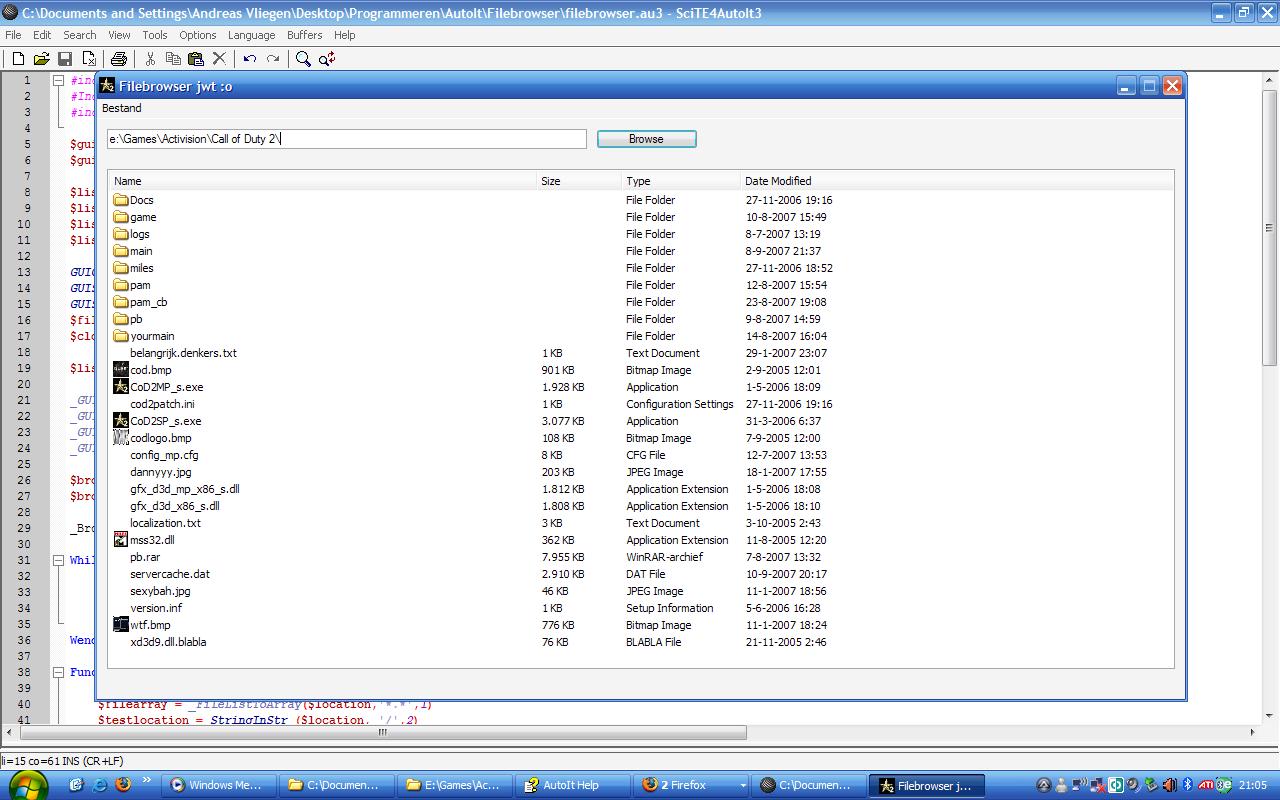 C:\Documents and Settings\Andreas Vliegen\Desktop\Programmeren\AutoIt\Filebrowser\filebrowser.au3 - SciTE4AutoIt3
File Edit Search View Tools Options Language Buffers Help
Filebrowser jwt :o
Bestand
e:\Games\Activision\Call of Duty 2\
Browse
Name Size Type Date Modified
Docs File Folder 27-11-2006 19:16
game File Folder 10-8-2007 15:49
logs File Folder 8-7-2007 13:19
main File Folder 8-9-2007 21:37
miles File Folder 27-11-2006 18:52
pam File Folder 12-8-2007 15:54
pam_cb File Folder 23-8-2007 19:08
pb File Folder 9-8-2007 14:59
yourmain File Folder 14-8-2007 16:04
belangrijk.denkers.txt 1 KB Text Document 29-1-2007 23:07
cod.bmp 901 KB Bitmap Image 2-9-2005 12:01
CoD2MP_s.exe 1.928 KB Application 1-5-2006 18:09
cod2patch.ini 1 KB Configuration Settings 27-11-2006 19:16
CoD2SP_s.exe 3.077 KB Application 31-3-2006 6:37
codlogo.bmp 108 KB Bitmap Image 7-9-2005 12:00
config_mp.cfg 8 KB CFG File 12-7-2007 13:53
dannyyy.jpg 203 KB JPEG Image 18-1-2007 17:55
gfx_d3d_mp_x86_s.dll 1.812 KB Application Extension 1-5-2006 18:08
gfx_d3d_x86_s.dll 1.808 KB Application Extension 1-5-2006 18:10
localization.txt 3 KB Text Document 3-10-2005 2:43
mss32.dll 362 KB Application Extension 11-8-2005 12:20
pb.rar 7.955 KB WinRAR-archief 7-8-2007 13:32
servercache.dat 2.910 KB DAT File 10-9-2007 20:17
sexybah.jpg 46 KB JPEG Image 11-1-2007 18:56
version.inf 1 KB Setup Information 5-6-2006 16:28
wtf.bmp 776 KB Bitmap Image 11-1-2007 18:24
xd3d9.dll.blabla 76 KB BLABLA File 21-11-2005 2:46
1 #in
2 #In
3 #in
4
5 $gui
6 $gui
7
8 $lis
9 $lis
10 $lis
11 $lis
12
13 GUIC
14 GUIS
15 GUIS
16 $fil
17 $clo
18
19 $lis
20
21 _GUI
22 _GUI
23 _GUI
24 _GUI
25
26 $bro
27 $bro
28
29 _Bro
30
31 Whil
32
33
34
35
36 Wend
37
38 Func
39
40 $filearray = _FileListToArray($location,'*.*',1)
41 $testlocation = StringInStr ($location, '/',2)
li=15 co=61 INS (CR+LF)
Windows Me... C:\Documen... E:\Games\Ac... AutoIt Help 2 Firefox C:\Documen... Filebrowser j... 21:05